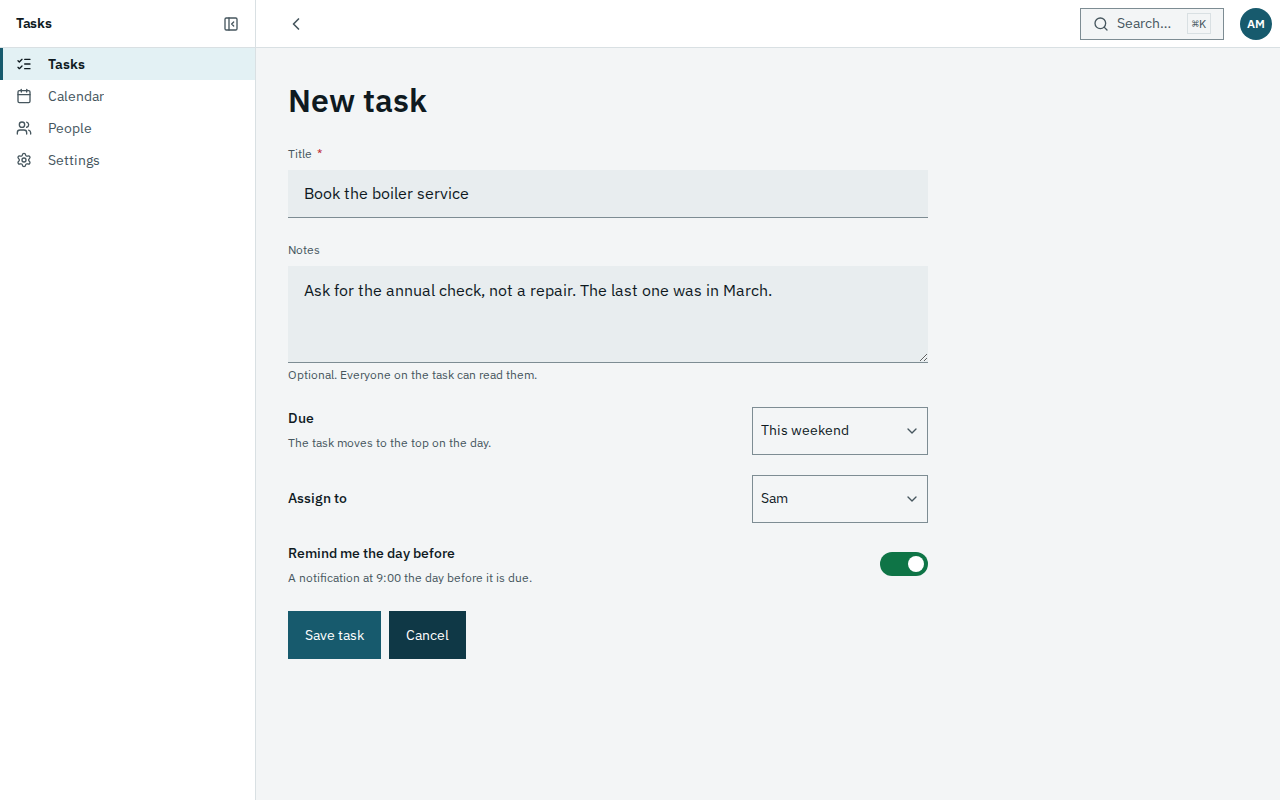 Tasks
Search...
⌘K
AM
Tasks
Calendar
People
Settings
New task
Title *
Book the boiler service
Notes
Ask for the annual check, not a repair. The last one was in March.
Optional. Everyone on the task can read them.
Due
The task moves to the top on the day.
This weekend
Assign to
Sam
Remind me the day before
A notification at 9:00 the day before it is due.
Save task
Cancel